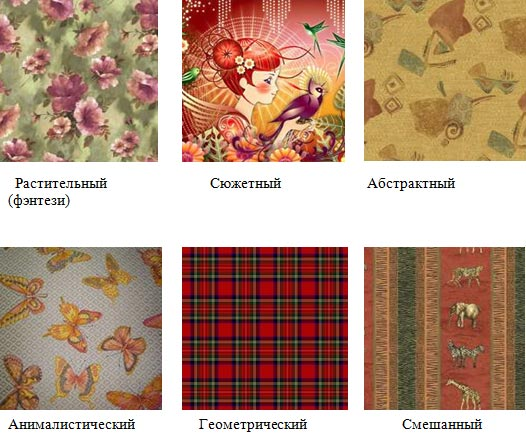 Растительный
(фэнтези)
Сюжетный
Абстрактный
Анималистический
Геометрический
Смешанный